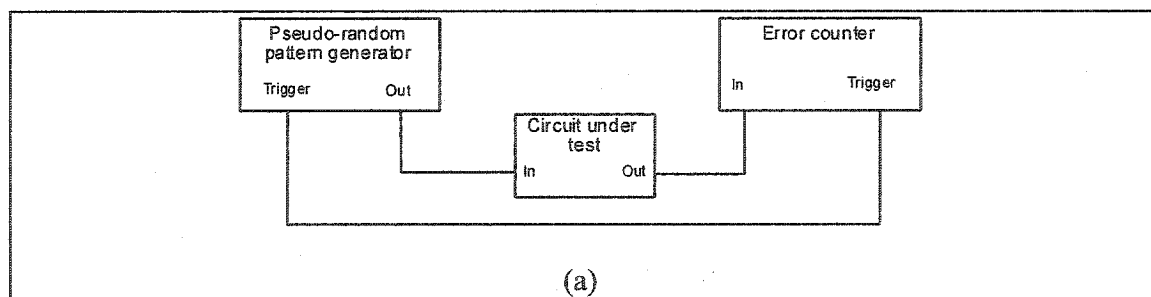 Pseudo-random
pattern generator
Trigger Out
Error counter
In Trigger
Circuit under
test
In Out
(a)